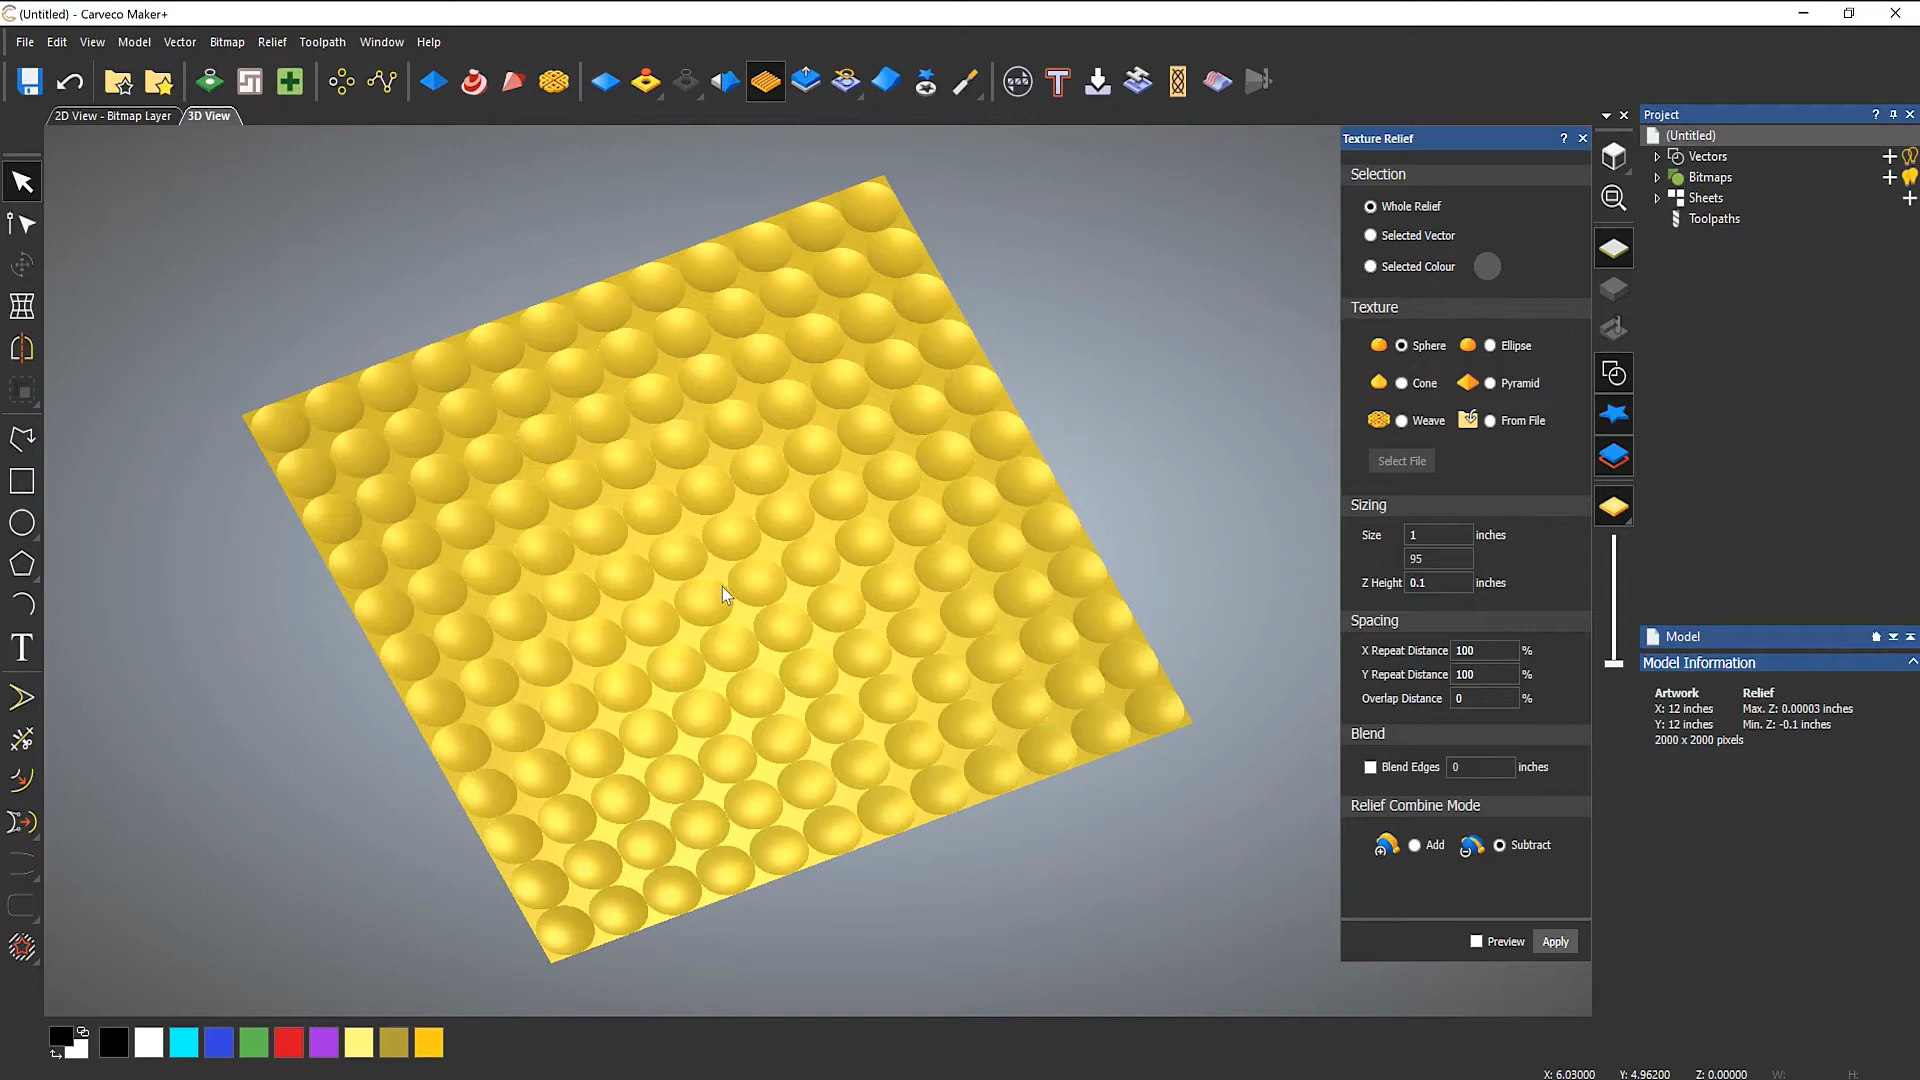 (Untitled) - Carveco Maker+
File Edit View Model Vector Bitmap Relief Toolpath Window Help
2D View - Bitmap Layer 3D View
Texture Relief ?
Selection
Whole Relief
Selected Vector
Selected Colour
Texture
Sphere Ellipse
Cone Pyramid
Weave From File
Select File
Sizing
Size 1 inches
95
Z Height 0.1 inches
Spacing
X Repeat Distance 100 %
Y Repeat Distance 100 %
Overlap Distance 0 %
Blend
Blend Edges 0 inches
Relief Combine Mode
Add Subtract
Preview Apply
Project ?
(Untitled)
Vectors
Bitmaps
Sheets
Toolpaths
Model
Model Information
Artwork Relief
X: 12 inches Max. Z: 0.00003 inches
Y: 12 inches Min. Z: -0.1 inches
2000 x 2000 pixels
T
T
X: 6.03000 Y: 4.96200 Z: 0.00000 W: H: